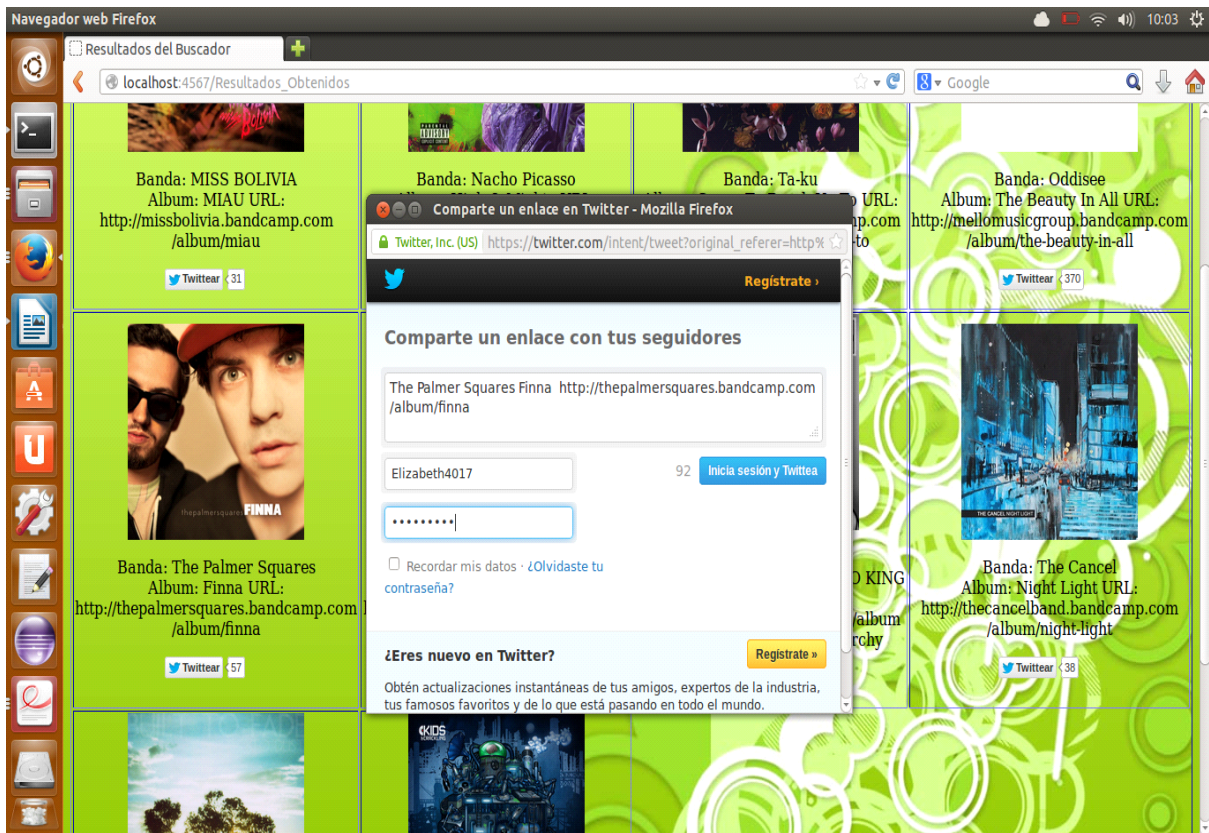 Navegador web Firefox
10:03
Resultados del Buscador
localhost:4567/Resultados_Obtenidos
Google
Banda: MISS BOLIVIA
Album: MIAU URL:
http://missbolivia.bandcamp.com
/album/miau
Twittear 31
Banda: Nacho Picasso
Banda: Ta-ku
URL:
Banda: Oddisee
Album: The Beauty In All URL:
http://mellomusicgroup.bandcamp.com
/album/the-beauty-in-all
Twittear 370
Comparte un enlace en Twitter - Mozilla Firefox
Twitter, Inc. (US) https://twitter.com/intent/tweet?original_referer=http%
Regístrate ›
Comparte un enlace con tus seguidores
The Palmer Squares Finna http://thepalmersquares.bandcamp.com
/album/finna
Elizabeth4017
92 Inicia sesión y Twittea
•••••••••
Recordar mis datos · ¿Olvidaste tu
contraseña?
¿Eres nuevo en Twitter?
Regístrate »
Obtén actualizaciones instantáneas de tus amigos, expertos de la industria,
tus famosos favoritos y de lo que está pasando en todo el mundo.
thepalmersquares FINNA
Banda: The Palmer Squares
Album: Finna URL:
http://thepalmersquares.bandcamp.com
/album/finna
Twittear 57
KING
/album
THE CANCEL NIGHT LIGHT
Banda: The Cancel
Album: Night Light URL:
http://thecancelband.bandcamp.com
/album/night-light
Twittear 38